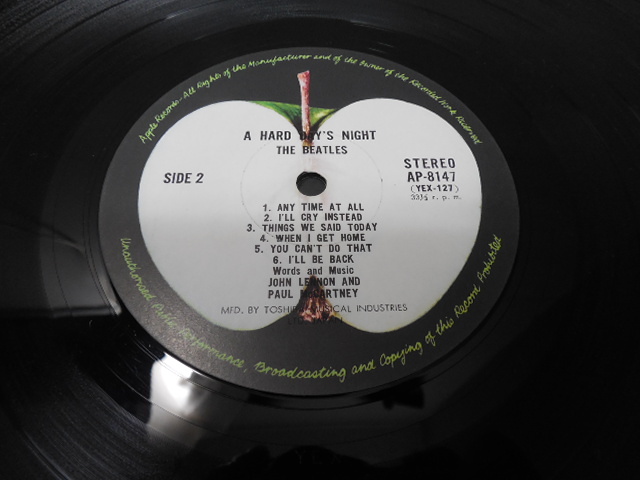 Apple Records - All Rights of the Manufacturer and of the Owner of the Recorded Work Reserved
A HARD DAY'S NIGHT
THE BEATLES
SIDE 2
STEREO
AP-8147
(YEX-127)
33⅓ r. p. m.
1. ANY TIME AT ALL
2. I'LL CRY INSTEAD
3. THINGS WE SAID TODAY
4. WHEN I GET HOME
5. YOU CAN'T DO THAT
6. I'LL BE BACK
Words and Music
JOHN LENNON AND
PAUL McCARTNEY
MFD. BY TOSHIBA MUSICAL INDUSTRIES
Unauthorised Public Performance, Broadcasting and Copying of this Record Prohibited